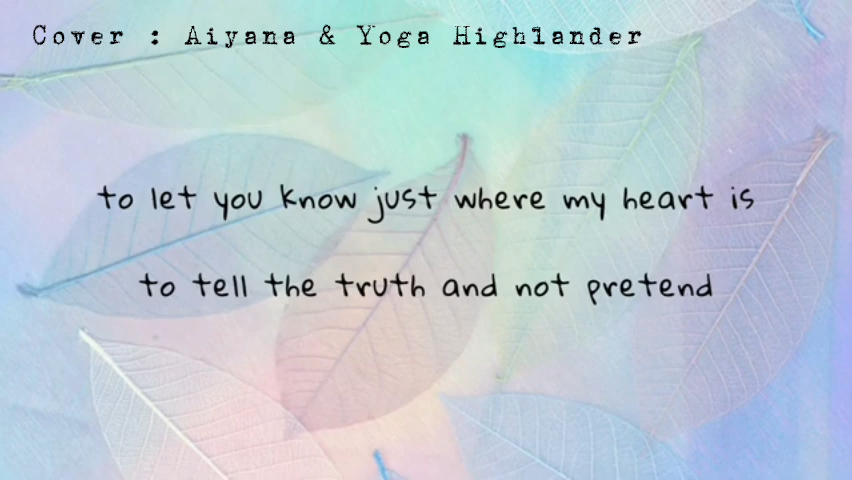 Cover : Aiyana & Yoga Highlander
to let you know just where my heart is
to tell the truth and not pretend